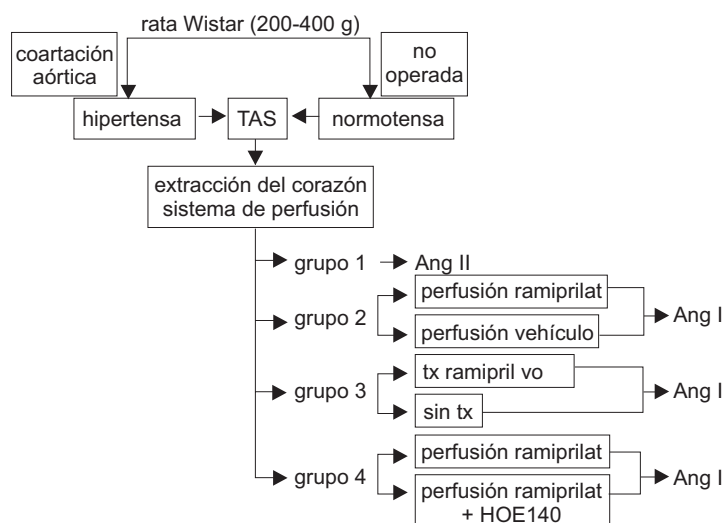 rata Wistar (200-400 g)
coartación
aórtica
no
operada
hipertensa
TAS
normotensa
extracción del corazón
sistema de perfusión
grupo 1
Ang II
grupo 2
perfusión ramiprilat
perfusión vehículo
Ang I
grupo 3
tx ramipril vo
sin tx
Ang I
grupo 4
perfusión ramiprilat
perfusión ramiprilat
+ HOE140
Ang I